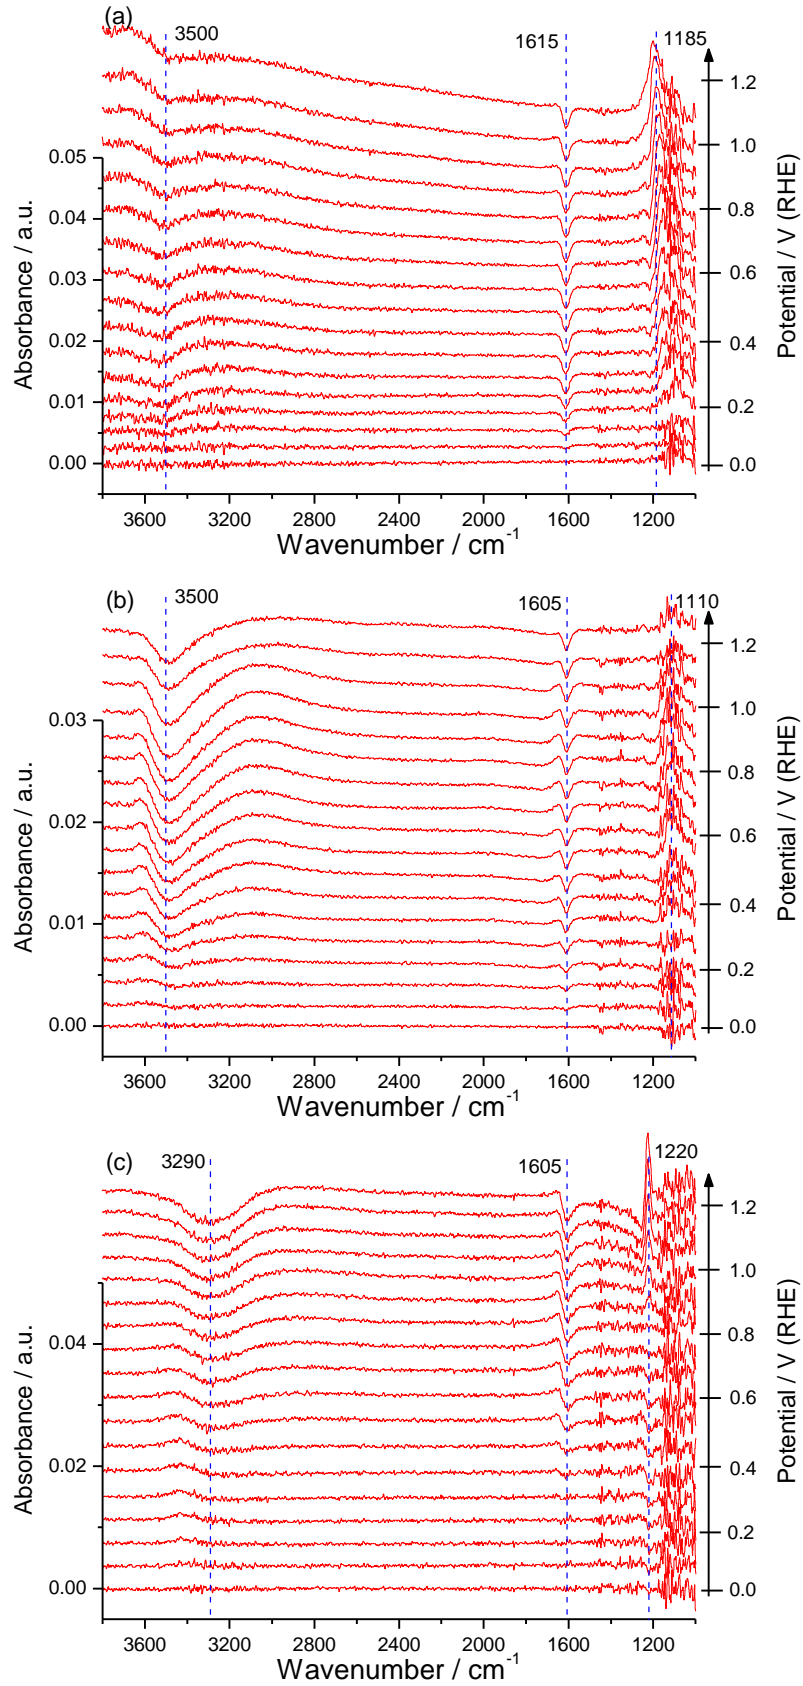 (a)
3500
1615
1185
1.2
1.0
0.8
0.6
0.4
0.2
0.0
Potential / V (RHE)
0.05
0.04
0.03
0.02
0.01
0.00
Absorbance / a.u.
3600 3200 2800 2400 2000 1600 1200
Wavenumber / cm-1
(b)
3500
1605
1110
1.2
1.0
0.8
0.6
0.4
0.2
0.0
Potential / V (RHE)
0.03
0.02
0.01
0.00
Absorbance / a.u.
3600 3200 2800 2400 2000 1600 1200
Wavenumber / cm-1
(c)
3290
1605
1220
1.2
1.0
0.8
0.6
0.4
0.2
0.0
Potential / V (RHE)
0.04
0.02
0.00
Absorbance / a.u.
3600 3200 2800 2400 2000 1600 1200
Wavenumber / cm-1